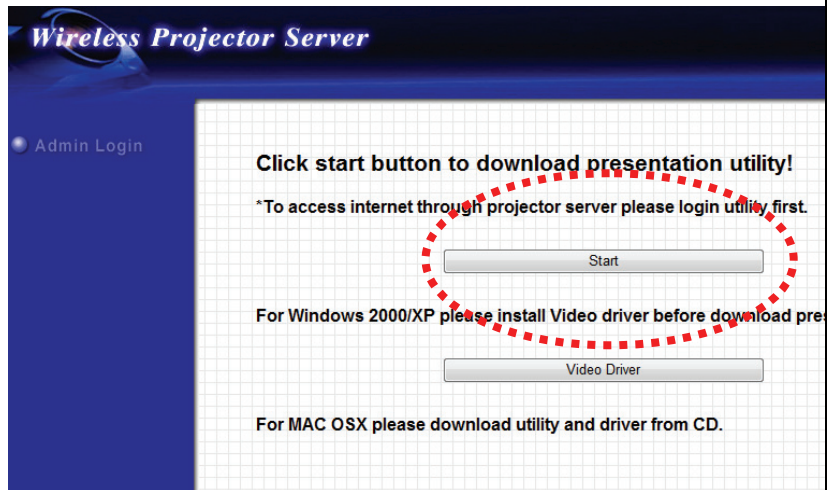 Wireless Projector Server
Admin Login
Click start button to download presentation utility!
*To access internet through projector server please login utility first.
Start
For Windows 2000/XP please install Video driver before download pres
Video Driver
For MAC OSX please download utility and driver from CD.